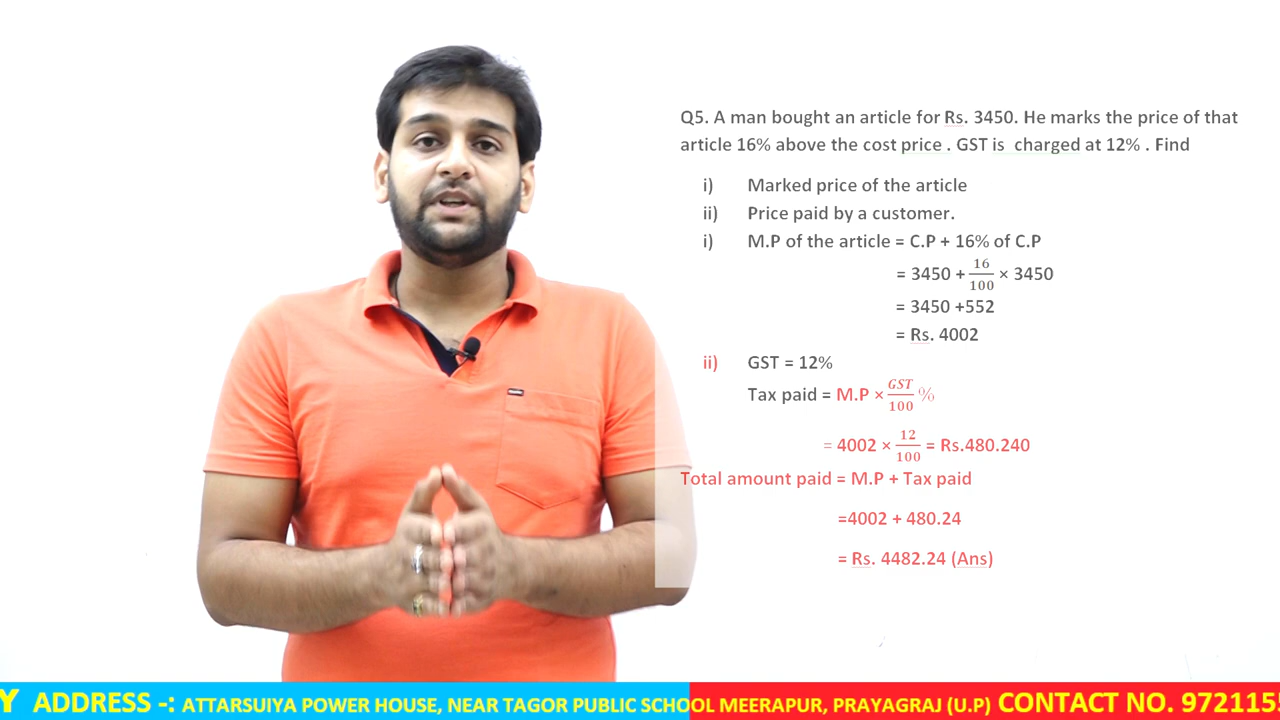 Q5. A man bought an article for Rs. 3450. He marks the price of that
article 16% above the cost price . GST is charged at 12% . Find
i) Marked price of the article
ii) Price paid by a customer.
i) M.P of the article = C.P + 16% of C.P
= 3450 + 16/100 × 3450
= 3450 +552
= Rs. 4002
ii) GST = 12%
Tax paid = M.P × GST/100 %
= 4002 × 12/100 = Rs.480.240
Total amount paid = M.P + Tax paid
=4002 + 480.24
= Rs. 4482.24 (Ans)
Y ADDRESS -: ATTARSUIYA POWER HOUSE, NEAR TAGOR PUBLIC SCHOOL MEERAPUR, PRAYAGRAJ (U.P) CONTACT NO. 972115